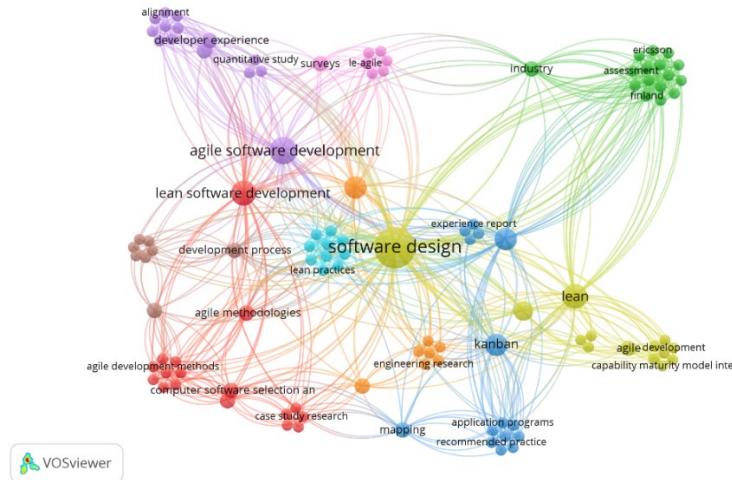 alignment
developer experience
quantitative study
surveys
le-agile
industry
ericsson
assessment
finland
agile software development
lean software development
experience report
software design
development process
lean practices
lean
agile methodologies
kanban
agile development
engineering research
capability maturity model inte
agile development methods
computer software selection an
case study research
application programs
mapping
recommended practice
VOSviewer